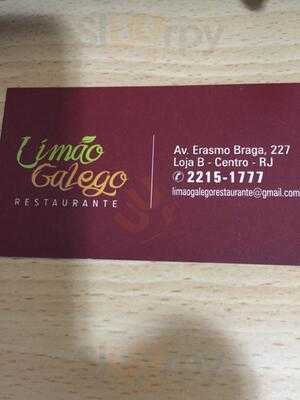 Limão
Galego
RESTAURANTE
Av. Erasmo Braga, 227
Loja B - Centro - RJ
✆ 2215-1777
limaogalegorestaurante@gmail.com